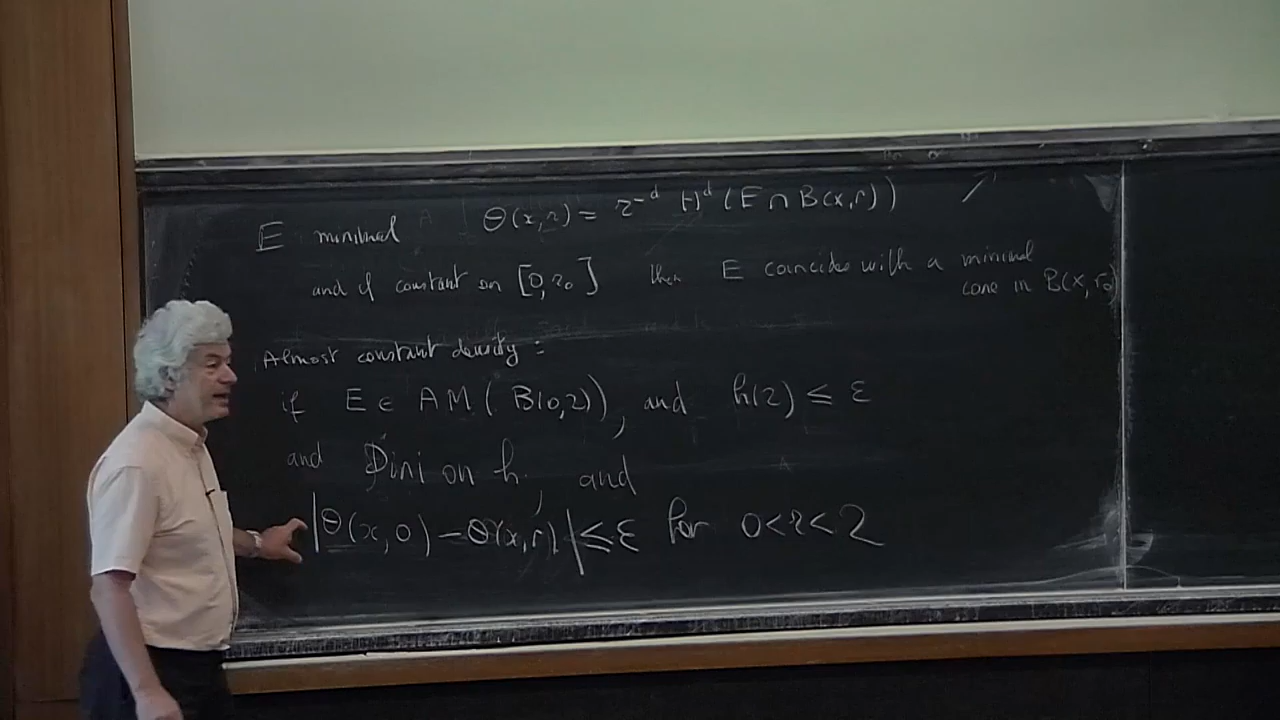 E minimal θ(x,r) = r^{-d} H^d (E ∩ B(x,r))
and if constant on [0, r₀] then E coincides with a minimal cone in B(x, r₀)
Almost constant density :
if E ∈ AM( B(0,2)), and h(2) ≤ ε
and Dini on h, and
|θ(x,0) − θ(x,r)| ≤ ε for 0<r<2